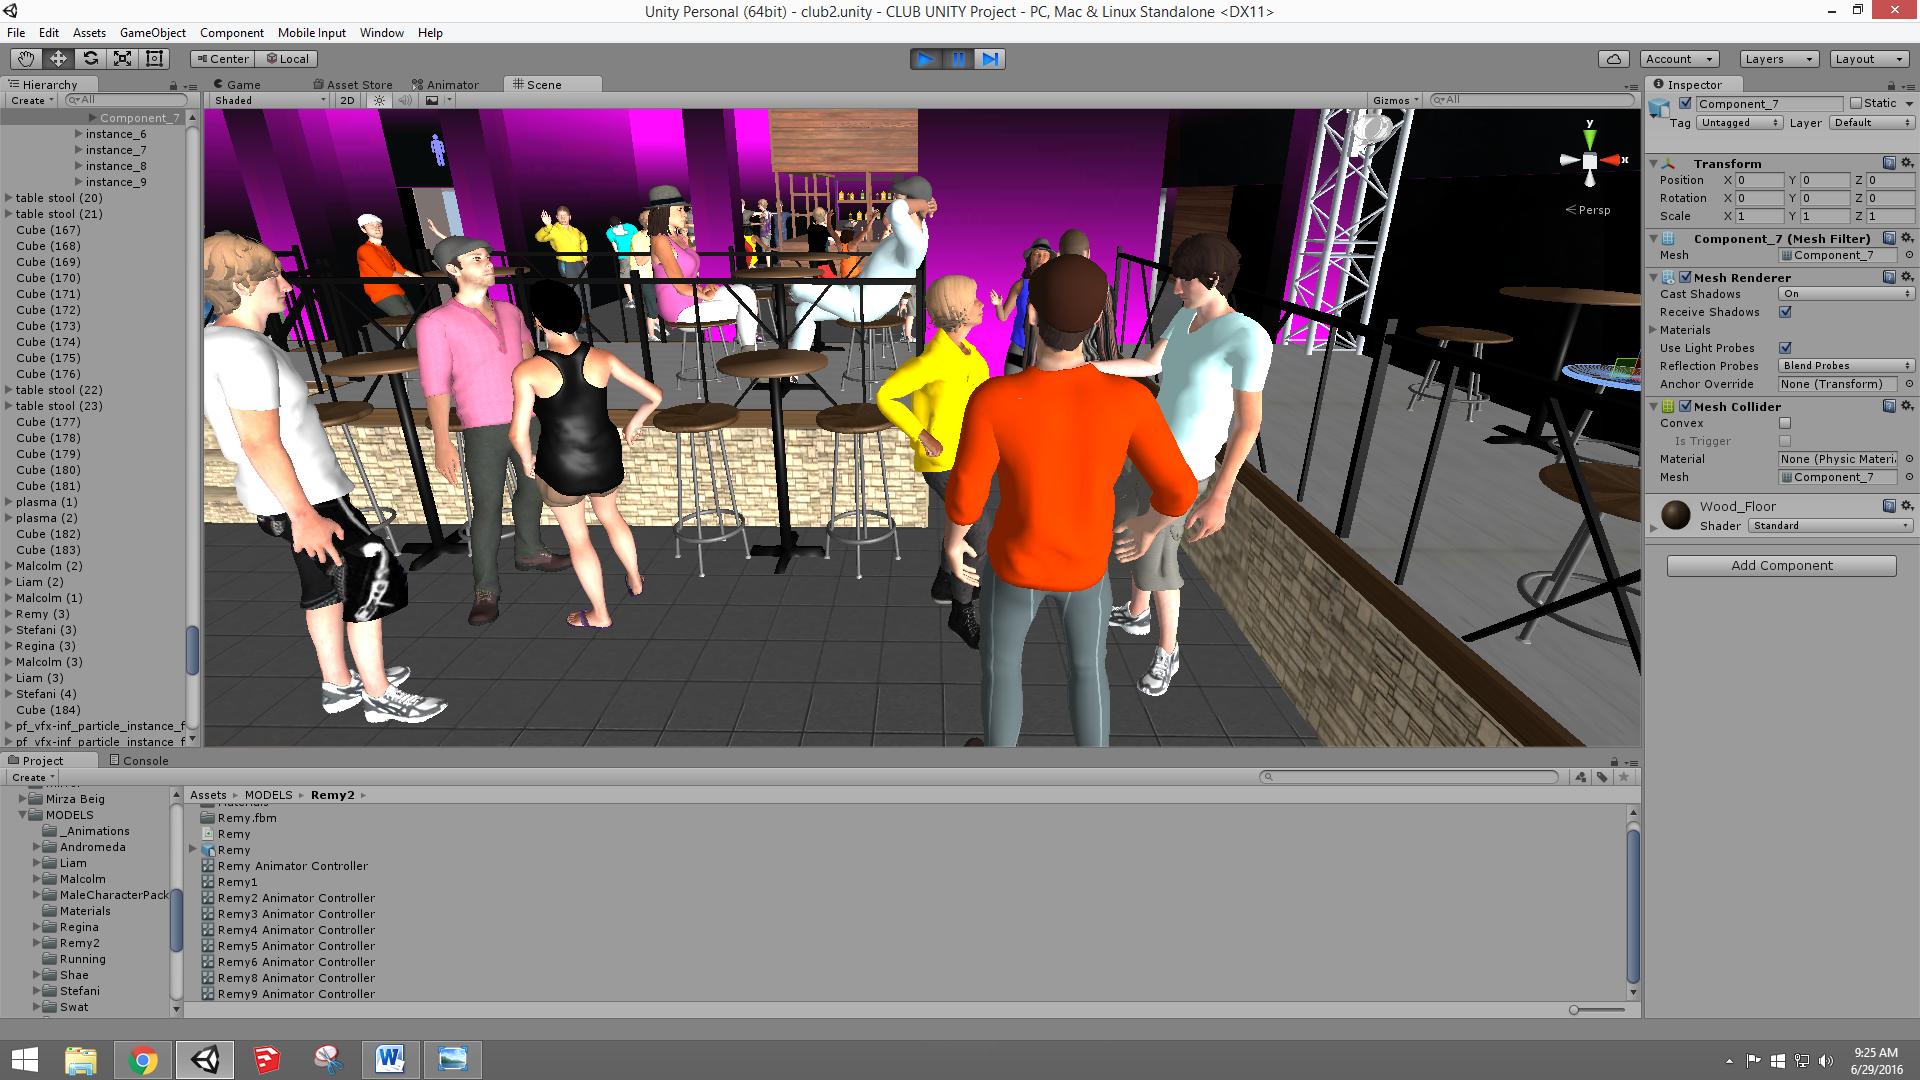 Unity Personal (64bit) - club2.unity - CLUB UNITY Project - PC, Mac & Linux Standalone <DX11>
File Edit Assets GameObject Component Mobile Input Window Help
Center Local
Account Layers Layout
Hierarchy
Create All
Component_7
instance_6
instance_7
instance_8
instance_9
table stool (20)
table stool (21)
Cube (167)
Cube (168)
Cube (169)
Cube (170)
Cube (171)
Cube (172)
Cube (173)
Cube (174)
Cube (175)
Cube (176)
table stool (22)
table stool (23)
Cube (177)
Cube (178)
Cube (179)
Cube (180)
Cube (181)
plasma (1)
plasma (2)
Cube (182)
Cube (183)
Malcolm (2)
Liam (2)
Malcolm (1)
Remy (3)
Stefani (3)
Regina (3)
Malcolm (3)
Liam (3)
Stefani (4)
Cube (184)
pf_vfx-inf_particle_instance_f
pf_vfx-inf_particle_instance_f
Game Asset Store Animator Scene
Shaded 2D Gizmos All
y
x
Persp
Inspector
Component_7 Static
Tag Untagged Layer Default
Transform
Position X 0 Y 0 Z 0
Rotation X 0 Y 0 Z 0
Scale X 1 Y 1 Z 1
Component_7 (Mesh Filter)
Mesh Component_7
Mesh Renderer
Cast Shadows On
Receive Shadows
Materials
Use Light Probes
Reflection Probes Blend Probes
Anchor Override None (Transform)
Mesh Collider
Convex
Is Trigger
Material None (Physic Materi
Mesh Component_7
Wood_Floor
Shader Standard
Add Component
Project Console
Create
Mirza Beig
MODELS
_Animations
Andromeda
Liam
Malcolm
MaleCharacterPack
Materials
Regina
Remy2
Running
Shae
Stefani
Swat
Assets MODELS Remy2
Materials
Remy.fbm
Remy
Remy
Remy Animator Controller
Remy1
Remy2 Animator Controller
Remy3 Animator Controller
Remy4 Animator Controller
Remy5 Animator Controller
Remy6 Animator Controller
Remy8 Animator Controller
Remy9 Animator Controller
9:25 AM
6/29/2016